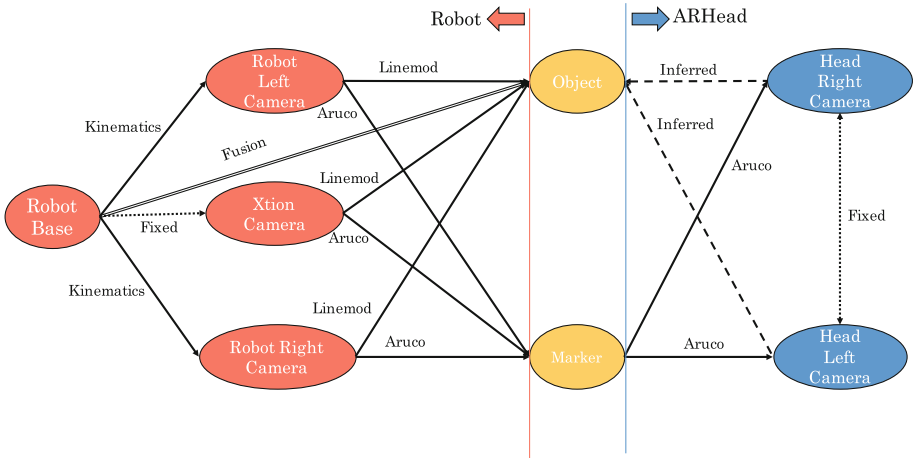 Robot
ARHead
Robot
Left
Camera
Linemod
Object
Inferred
Head
Right
Camera
Kinematics
Aruco
Inferred
Fusion
Linemod
Aruco
Robot
Base
Xtion
Camera
Fixed
Aruco
Fixed
Kinematics
Linemod
Robot Right
Camera
Aruco
Marker
Aruco
Head
Left
Camera